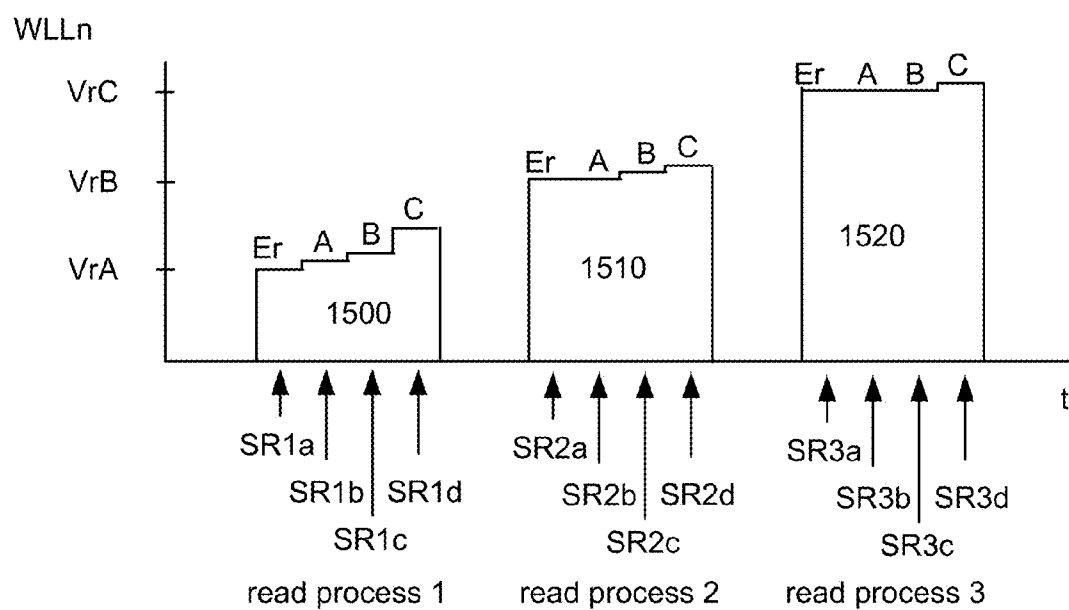 WLLn
VrC
VrB
VrA
Er A B C
1500
Er A B C
1510
Er A B C
1520
t
SR1a
SR1b
SR1c
SR1d
SR2a
SR2b
SR2c
SR2d
SR3a
SR3b
SR3c
SR3d
read process 1
read process 2
read process 3